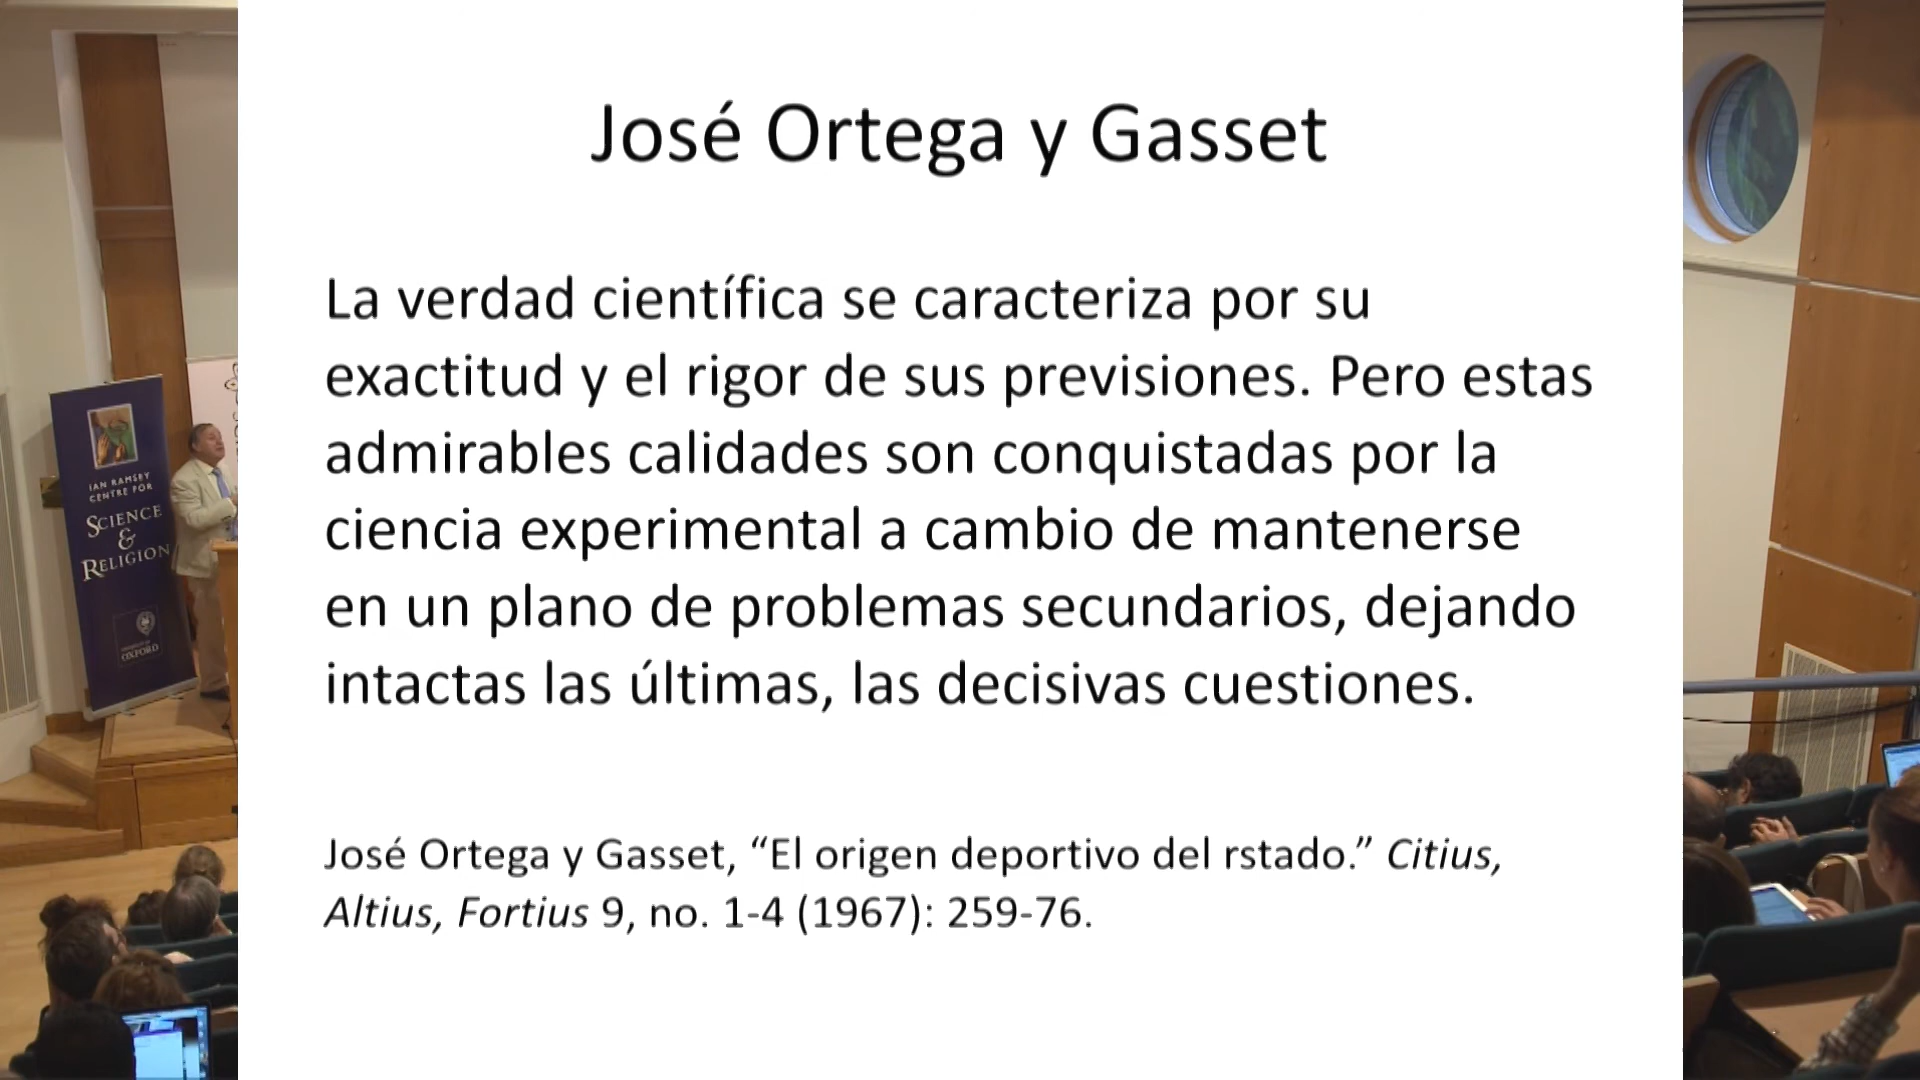 José Ortega y Gasset
La verdad científica se caracteriza por su
exactitud y el rigor de sus previsiones. Pero estas
admirables calidades son conquistadas por la
ciencia experimental a cambio de mantenerse
en un plano de problemas secundarios, dejando
intactas las últimas, las decisivas cuestiones.
José Ortega y Gasset, “El origen deportivo del rstado.” Citius,
Altius, Fortius 9, no. 1-4 (1967): 259-76.
IAN RAMSEY
CENTRE FOR
SCIENCE
&
RELIGION
OXFORD